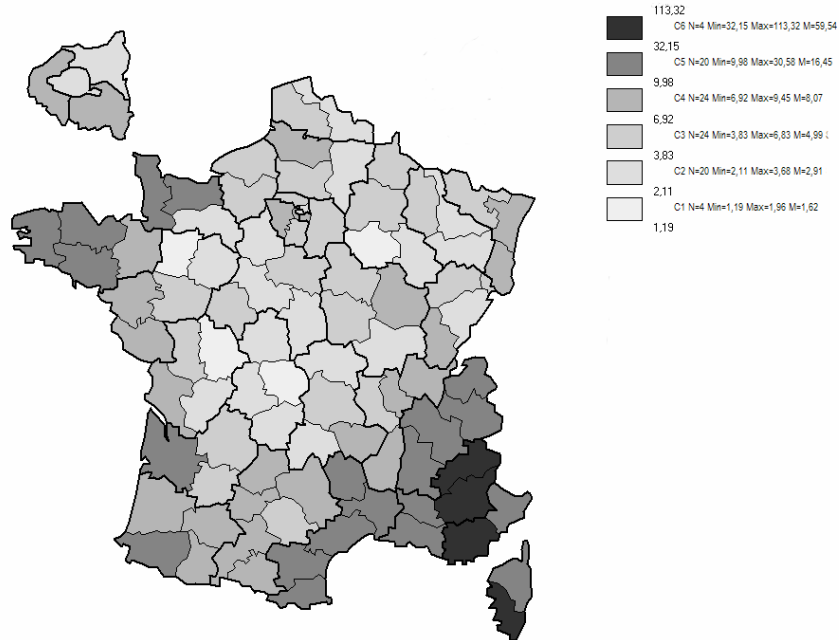 113,32
C6 N=4 Min=32,15 Max=113,32 M=59,54
32,15
C5 N=20 Min=9,98 Max=30,58 M=16,45
9,98
C4 N=24 Min=6,92 Max=9,45 M=8,07
6,92
C3 N=24 Min=3,83 Max=6,83 M=4,99
3,83
C2 N=20 Min=2,11 Max=3,68 M=2,91
2,11
C1 N=4 Min=1,19 Max=1,96 M=1,62
1,19